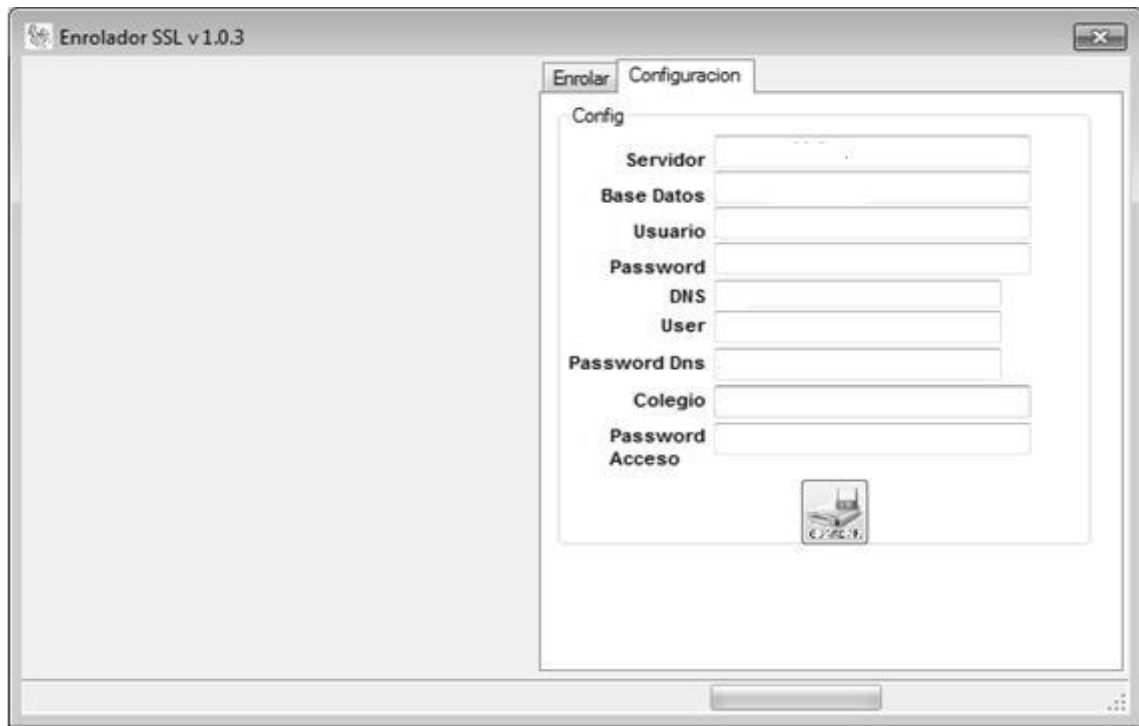 Enrolador SSL v 1.0.3
Enrolar
Configuracion
Config
Servidor
Base Datos
Usuario
Password
DNS
User
Password Dns
Colegio
Password
Acceso